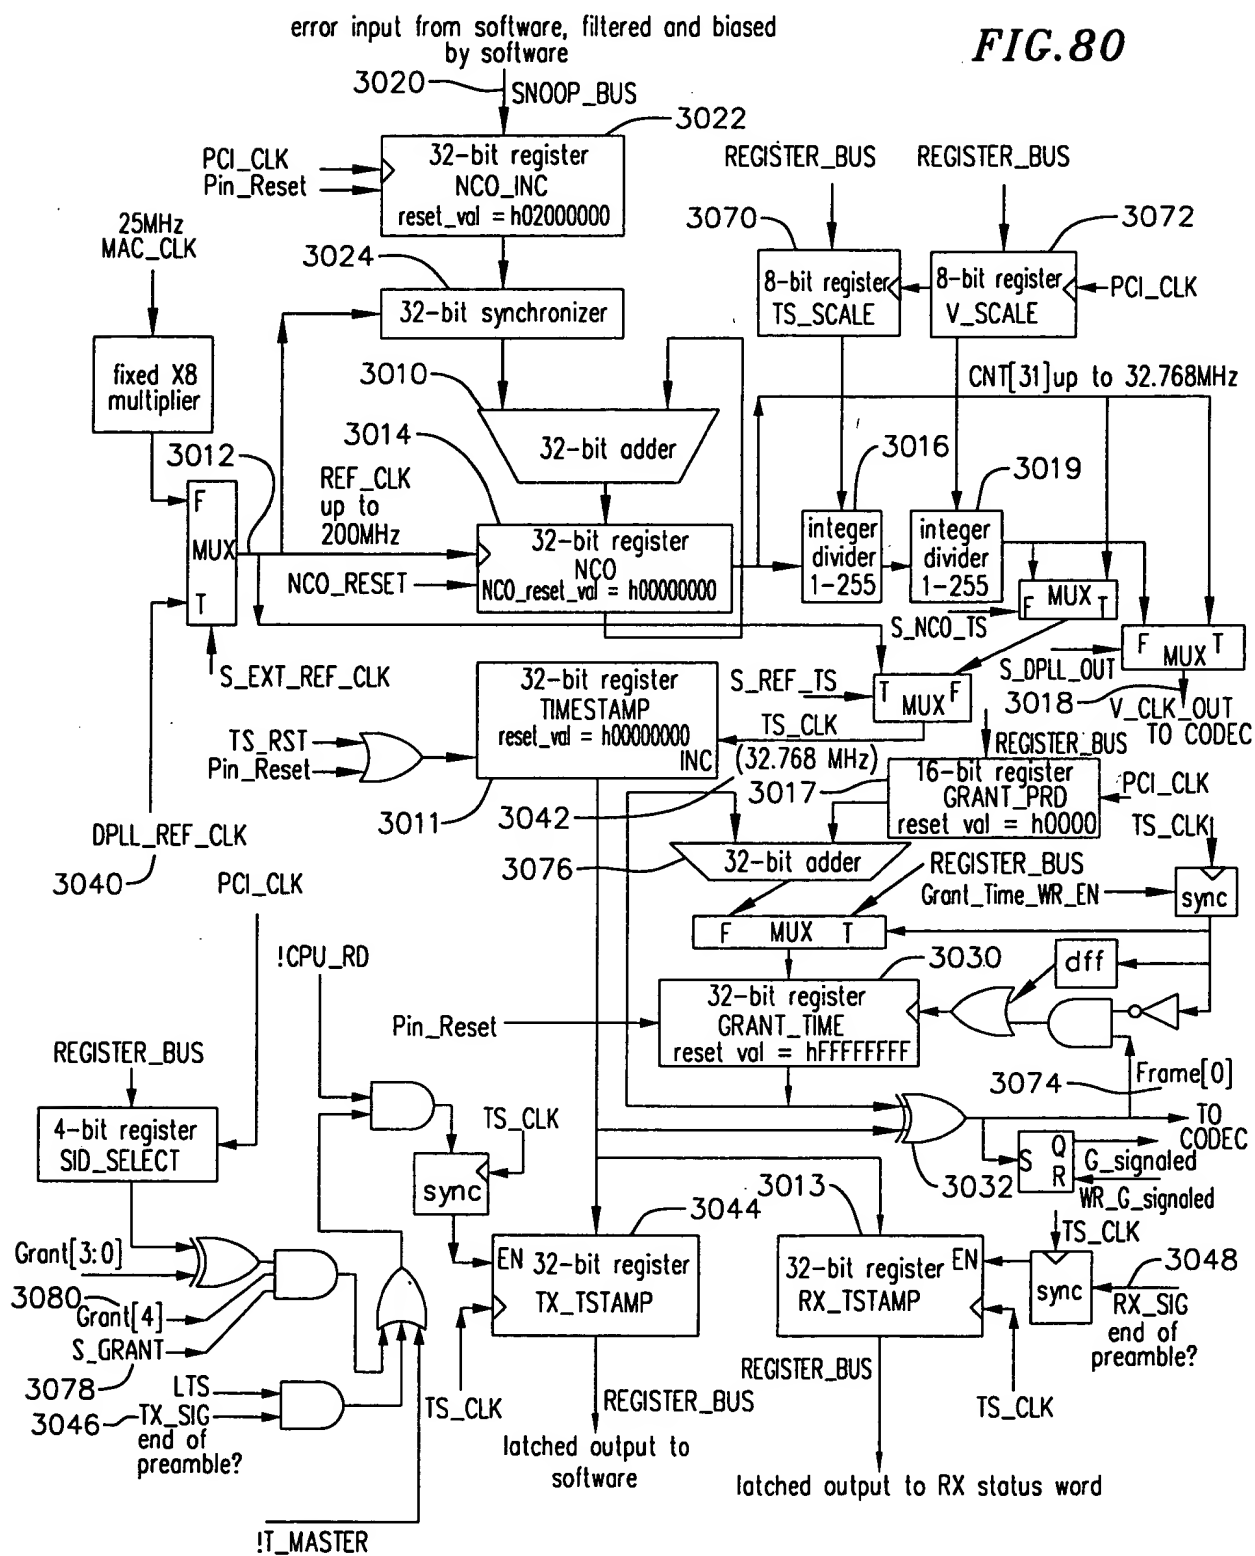 error input from software, filtered and biased
by software
FIG.80
3020
SNOOP_BUS
3022
PCI_CLK
Pin_Reset
32-bit register
NCO_INC
reset_val = h02000000
REGISTER_BUS
REGISTER_BUS
25MHz
MAC_CLK
3024
32-bit synchronizer
3070
3072
8-bit register
TS_SCALE
8-bit register
V_SCALE
PCI_CLK
fixed X8
multiplier
3010
32-bit adder
CNT[31]up to 32.768MHz
3012
3014
3016
3019
REF_CLK
up to
200MHz
F
MUX
T
32-bit register
NCO
NCO_reset_val = h00000000
NCO_RESET
integer
divider
1-255
integer
divider
1-255
F MUX T
S_NCO_TS
S_EXT_REF_CLK
F T
MUX
S_DPLL_OUT
3018
V_CLK_OUT
TO CODEC
S_REF_TS
T F
MUX
32-bit register
TIMESTAMP
reset_val = h00000000
INC
TS_CLK
(32.768 MHz)
TS_RST
Pin_Reset
3011
3042
3017
REGISTER_BUS
16-bit register
GRANT_PRD
reset val = h0000
PCI_CLK
TS_CLK
DPLL_REF_CLK
3040
PCI_CLK
3076
32-bit adder
REGISTER_BUS
Grant_Time_WR_EN
sync
F MUX T
!CPU_RD
3030
dff
32-bit register
GRANT_TIME
reset val = hFFFFFFFF
Pin_Reset
REGISTER_BUS
4-bit register
SID_SELECT
3074
Frame[0]
TO
CODEC
TS_CLK
sync
S Q
R
G_signaled
WR_G_signaled
3032
3013
3044
TS_CLK
Grant[3:0]
3080
Grant[4]
S_GRANT
3078
EN 32-bit register
TX_TSTAMP
32-bit register EN
RX_TSTAMP
sync
3048
RX_SIG
end of
preamble?
LTS
3046
TX_SIG
end of
preamble?
TS_CLK
REGISTER_BUS
REGISTER_BUS
TS_CLK
latched output to
software
latched output to RX status word
!T_MASTER